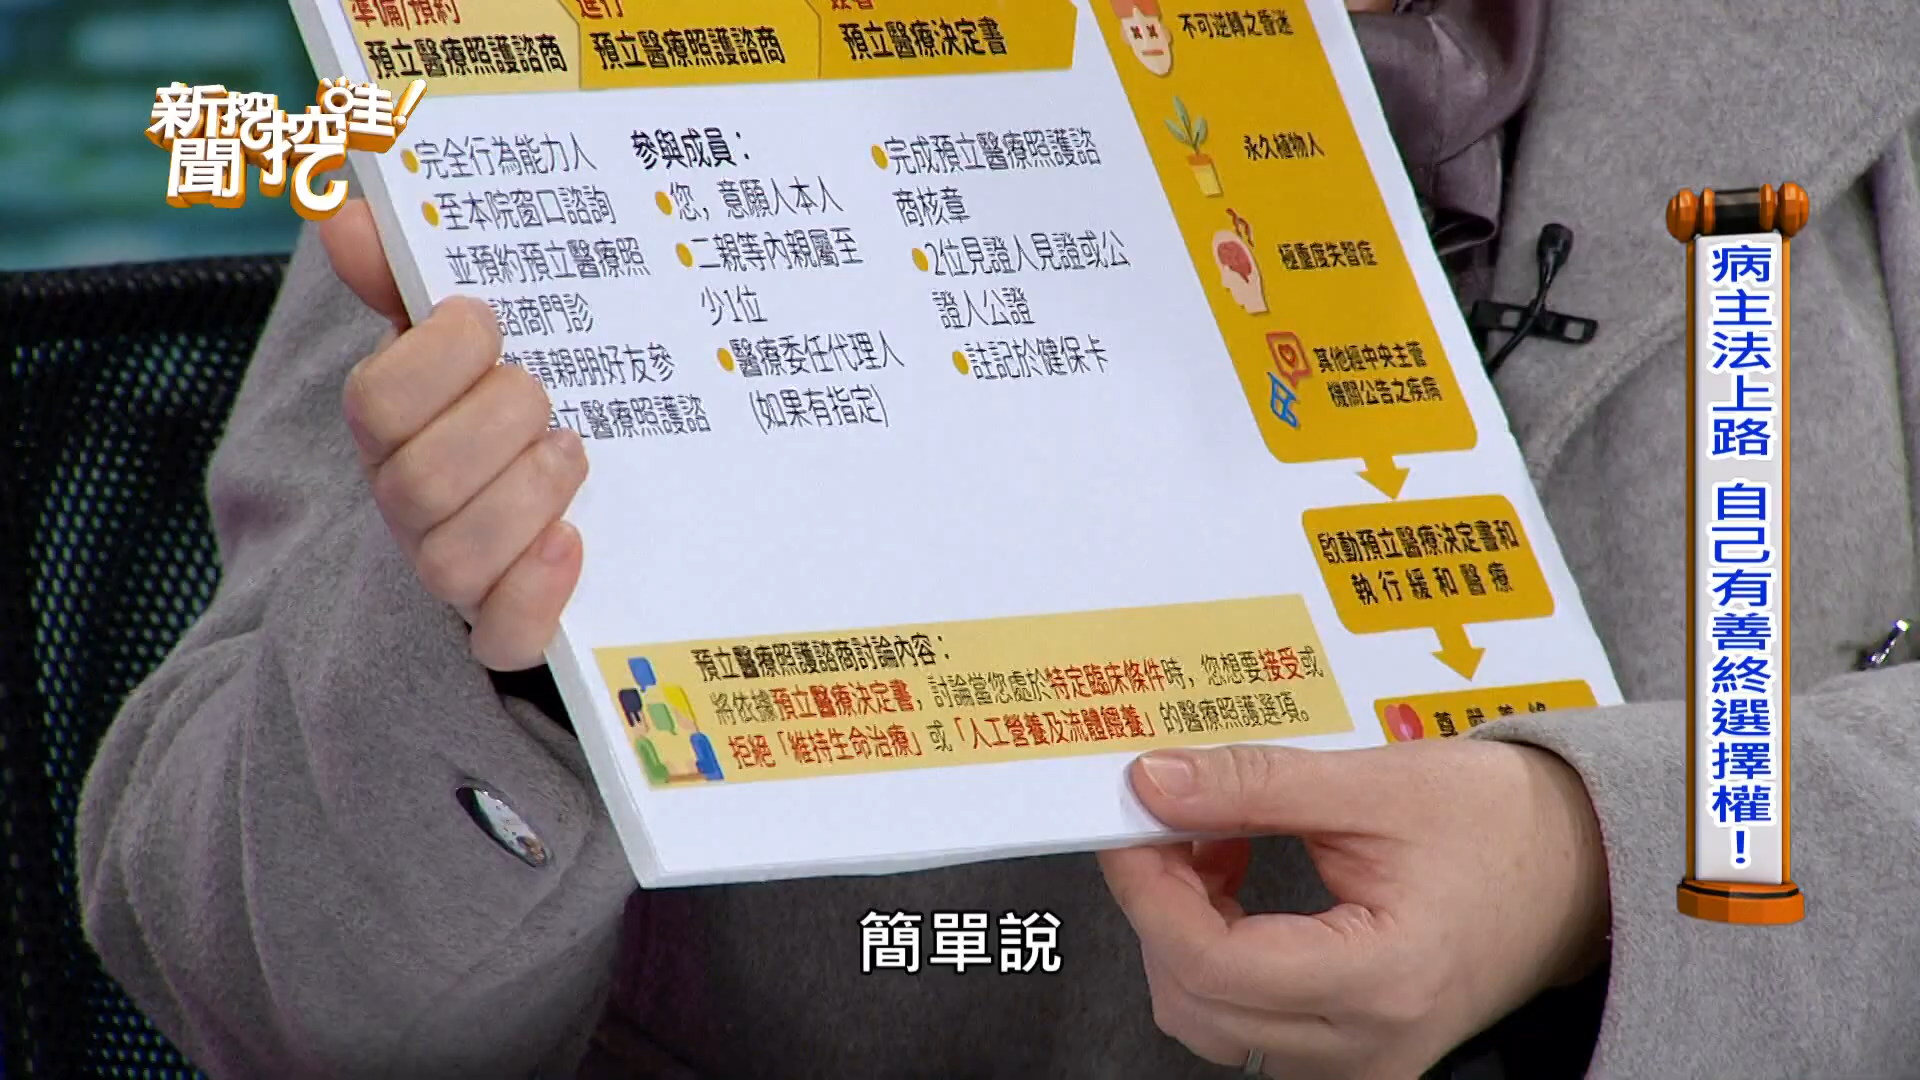 新聞挖挖哇!
準備/預約
預立醫療照護諮商
進行
預立醫療照護諮商
簽署
預立醫療決定書
完全行為能力人
至本院窗口諮詢
並預約預立醫療照
諮商門診
邀請親朋好友參
立醫療照護諮
參與成員：
您，意願人本人
二親等內親屬至
少1位
醫療委任代理人
(如果有指定)
完成預立醫療照護諮
商核章
2位見證人見證或公
證人公證
註記於健保卡
不可逆轉之昏迷
永久植物人
極重度失智症
其他經中央主管
機關公告之疾病
啟動預立醫療決定書和
執行緩和醫療
尊嚴善終
預立醫療照護諮商討論內容：
將依據預立醫療決定書，討論當您處於特定臨床條件時，您想要接受或
拒絕「維持生命治療」或「人工營養及流體餵養」的醫療照護選項。
病主法上路 自己有善終選擇權！
簡單說